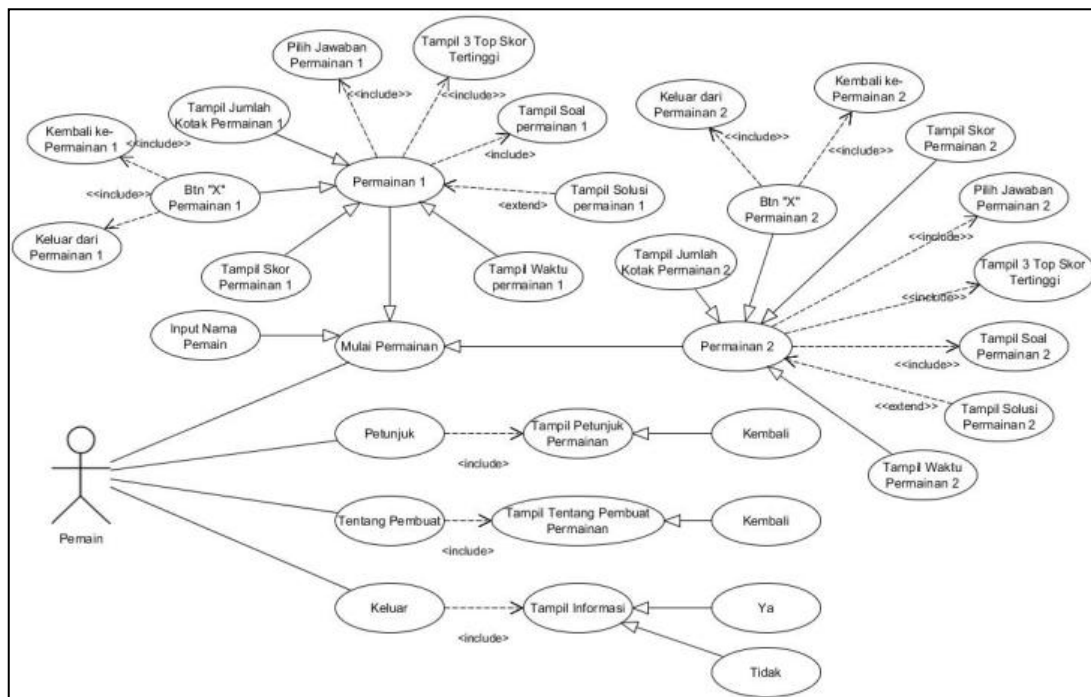 Pilih Jawaban
Permainan 1
Tampil 3 Top Skor
Tertinggi
<<include>>
<<include>>
Tampil Jumlah
Kotak Permainan 1
Tampil Soal
permainan 1
<include>
Kembali ke-
Permainan 1
<<include>>
Btn "X"
Permainan 1
<<include>>
Keluar dari
Permainan 1
Permainan 1
Tampil Solusi
permainan 1
<extend>
Tampil Skor
Permainan 1
Tampil Waktu
permainan 1
Keluar dari
Permainan 2
Kembali ke-
Permainan 2
<<include>>
<<include>>
Tampil Skor
Permainan 2
Btn "X"
Permainan 2
Pilih Jawaban
Permainan 2
<<include>>
Tampil Jumlah
Kotak Permainan 2
Tampil 3 Top Skor
Tertinggi
<<include>>
Input Nama
Pemain
Mulai Permainan
Permainan 2
Tampil Soal
Permainan 2
<<include>>
Tampil Solusi
Permainan 2
<<extend>>
Tampil Waktu
Permainan 2
Petunjuk
<include>
Tampil Petunjuk
Permainan
Kembali
Pemain
Tentang Pembuat
<include>
Tampil Tentang Pembuat
Permainan
Kembali
Keluar
<include>
Tampil Informasi
Ya
Tidak